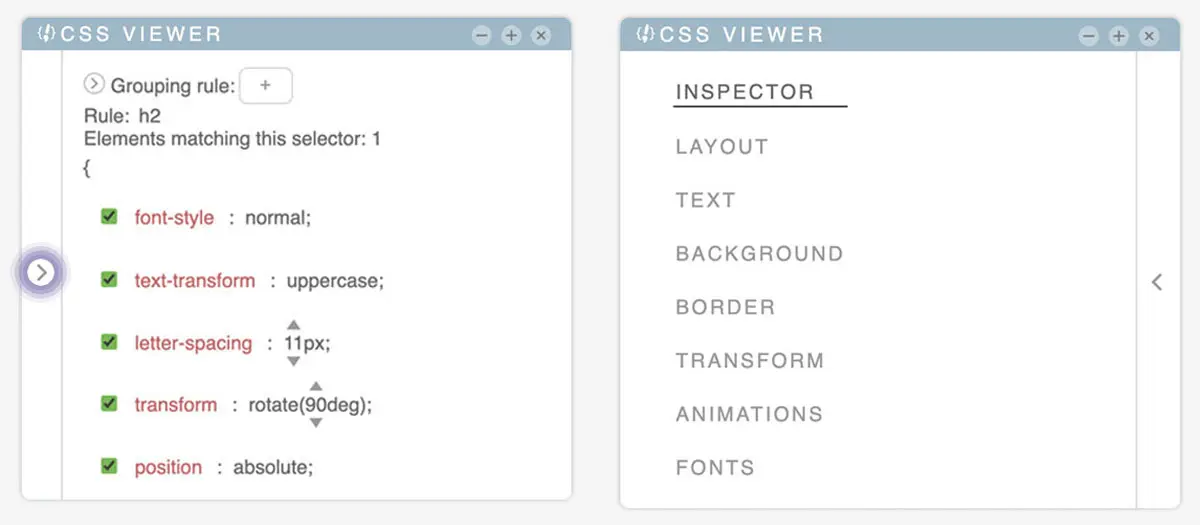 CSS VIEWER
Grouping rule: +
Rule: h2
Elements matching this selector: 1
{
font-style : normal;
text-transform : uppercase;
letter-spacing : 11px;
transform : rotate(90deg);
position : absolute;
CSS VIEWER
INSPECTOR
LAYOUT
TEXT
BACKGROUND
BORDER
TRANSFORM
ANIMATIONS
FONTS